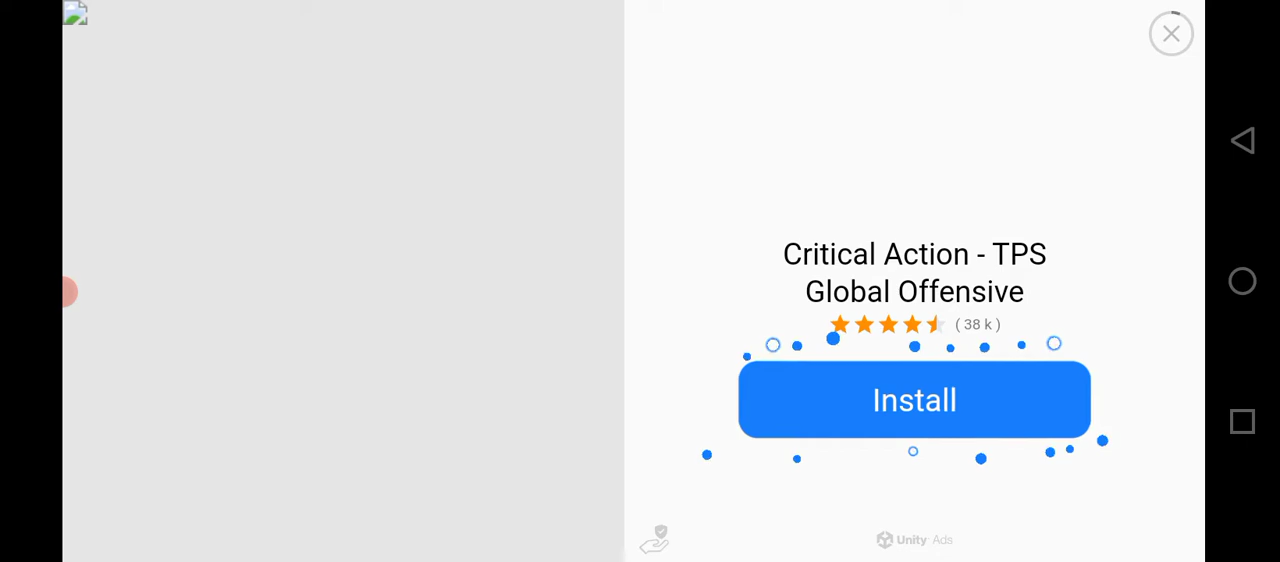 Critical Action - TPS
Global Offensive
( 38 k )
Install
Unity Ads